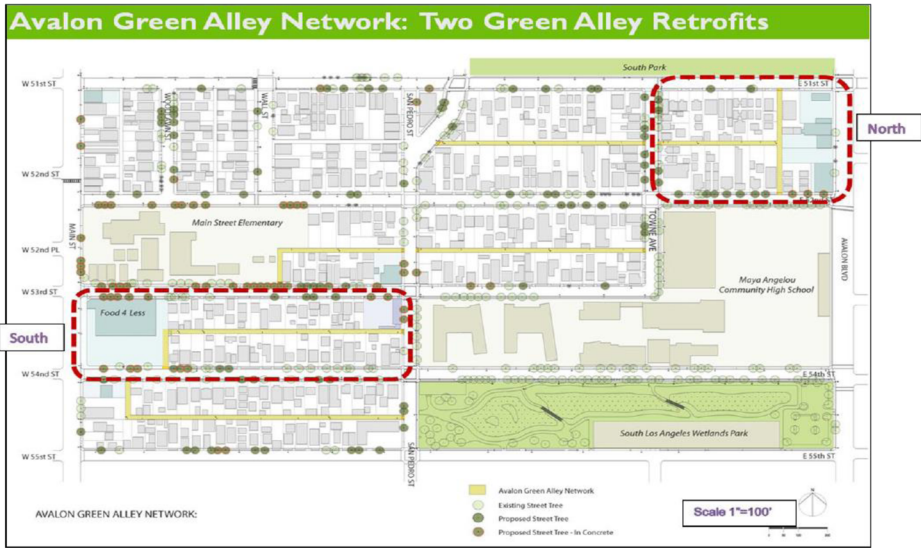 Avalon Green Alley Network: Two Green Alley Retrofits
South Park
W 51st ST
E 51st ST
WALL ST
SAN PEDRO ST
North
W 52nd ST
Main Street Elementary
MAIN ST
TOWNE AVE
AVALON BLVD
W 52nd PL
Maya Angelou
Community High School
W 53rd ST
Food 4 Less
South
W 54nd ST
E 54th ST
South Los Angeles Wetlands Park
W 55st ST
SAN PEDRO ST
E 55th ST
Avalon Green Alley Network
Existing Street Tree
Proposed Street Tree
Proposed Street Tree - In Concrete
AVALON GREEN ALLEY NETWORK:
Scale 1"=100'
N